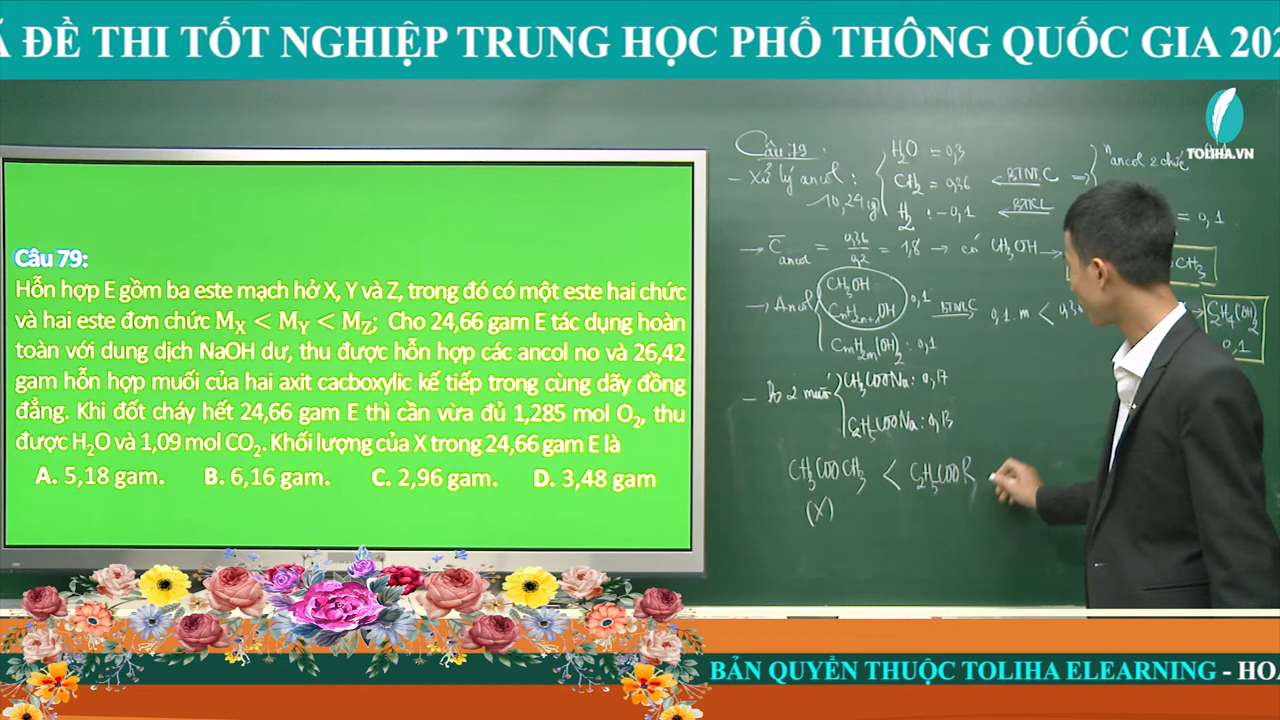 Ã ĐỀ THI TỐT NGHIỆP TRUNG HỌC PHỔ THÔNG QUỐC GIA 202
TOLIHA.VN
Câu 79:
Hỗn hợp E gồm ba este mạch hở X, Y và Z, trong đó có một este hai chức
và hai este đơn chức M_X < M_Y < M_Z; Cho 24,66 gam E tác dụng hoàn
toàn với dung dịch NaOH dư, thu được hỗn hợp các ancol no và 26,42
gam hỗn hợp muối của hai axit cacboxylic kế tiếp trong cùng dãy đồng
đẳng. Khi đốt cháy hết 24,66 gam E thì cần vừa đủ 1,285 mol O₂, thu
được H₂O và 1,09 mol CO₂. Khối lượng của X trong 24,66 gam E là
A. 5,18 gam. B. 6,16 gam. C. 2,96 gam. D. 3,48 gam
Câu 79:
- Xử lý ancol:
10,24 (g)
H₂O = 0,3
CH₂ = 0,36 BTNT.C ⇒
H₂ : -0,1 BTKL
n ancol 2 chức
= 0,1
→ C̄ ancol = 0,36/0,2 = 1,8 → có CH₃OH →
CH₃
→ Ancol
CH₃OH
CnH2n+1OH 0,1
CmH2m(OH)₂ : 0,1
BTNT.C 0,1.m < 0,36
→ C₂H₄(OH)₂
0,1
2 muối
CH₃COONa : 0,17
C₂H₅COONa : 0,13
CH₃COOCH₃ < C₂H₅COOR
(X)
BẢN QUYỂN THUỘC TOLIHA ELEARNING - HOÁ